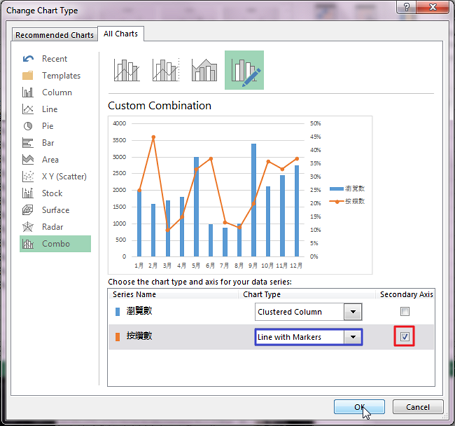 Change Chart Type
Recommended Charts All Charts
Recent
Templates
Column
Line
Pie
Bar
Area
X Y (Scatter)
Stock
Surface
Radar
Combo
Custom Combination
4000 50%
3500 45%
40%
3000 35%
2500 30%
2000 25%
1500 20%
1000 15%
10%
500 5%
0 0%
1月 2月 3月 4月 5月 6月 7月 8月 9月 10月 11月 12月
瀏覽數
按讚數
Choose the chart type and axis for your data series:
Series Name Chart Type Secondary Axis
瀏覽數 Clustered Column
按讚數 Line with Markers
OK Cancel